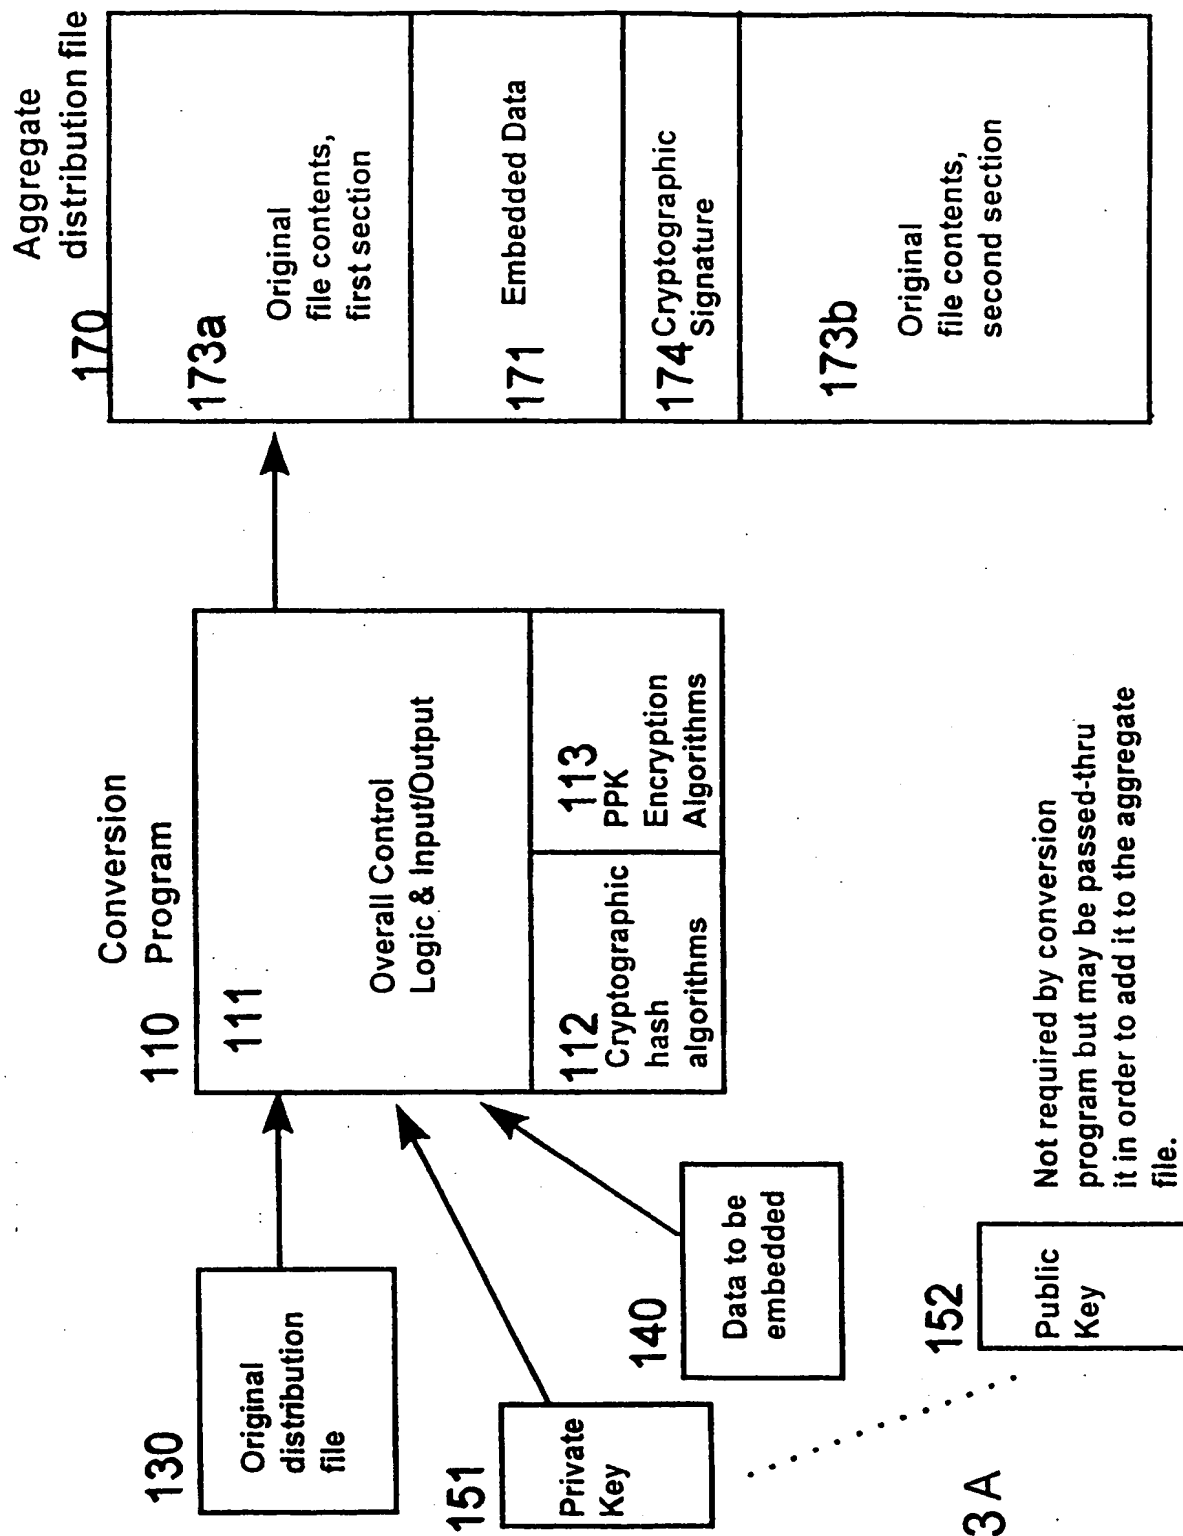 130
Original
distribution
file
151
Private
Key
140
Data to be
embedded
152
Public
Key
Not required by conversion
program but may be passed-thru
it in order to add it to the aggregate
file.
Conversion
110 Program
111
Overall Control
Logic & Input/Output
112
Cryptographic
hash
algorithms
113
PPK
Encryption
Algorithms
Aggregate
distribution file
170
173a
Original
file contents,
first section
171 Embedded Data
174 Cryptographic
Signature
173b
Original
file contents,
second section
3A